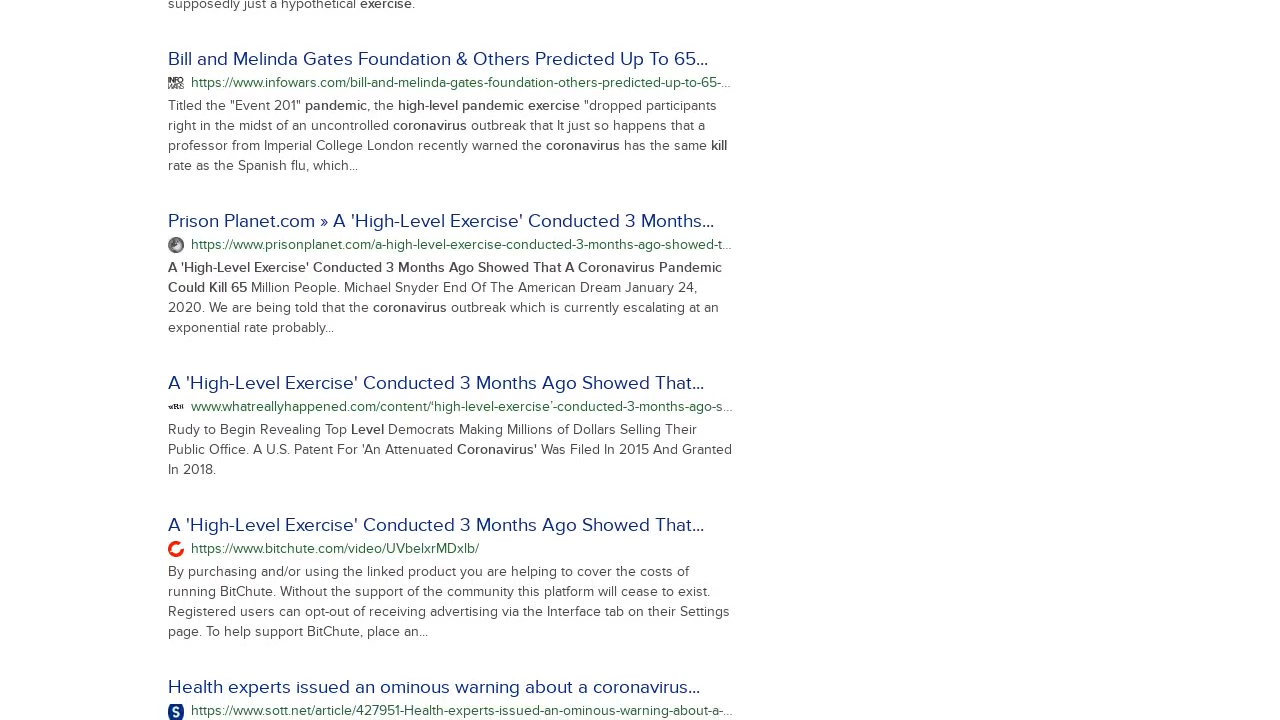 supposedly just a hypothetical exercise.
Bill and Melinda Gates Foundation & Others Predicted Up To 65...
INFO WARS https://www.infowars.com/bill-and-melinda-gates-foundation-others-predicted-up-to-65-...
Titled the "Event 201" pandemic, the high-level pandemic exercise "dropped participants
right in the midst of an uncontrolled coronavirus outbreak that It just so happens that a
professor from Imperial College London recently warned the coronavirus has the same kill
rate as the Spanish flu, which...
Prison Planet.com » A 'High-Level Exercise' Conducted 3 Months...
https://www.prisonplanet.com/a-high-level-exercise-conducted-3-months-ago-showed-t...
A 'High-Level Exercise' Conducted 3 Months Ago Showed That A Coronavirus Pandemic
Could Kill 65 Million People. Michael Snyder End Of The American Dream January 24,
2020. We are being told that the coronavirus outbreak which is currently escalating at an
exponential rate probably...
A 'High-Level Exercise' Conducted 3 Months Ago Showed That...
wRH www.whatreallyhappened.com/content/‘high-level-exercise’-conducted-3-months-ago-s...
Rudy to Begin Revealing Top Level Democrats Making Millions of Dollars Selling Their
Public Office. A U.S. Patent For 'An Attenuated Coronavirus' Was Filed In 2015 And Granted
In 2018.
A 'High-Level Exercise' Conducted 3 Months Ago Showed That...
https://www.bitchute.com/video/UVbelxrMDxlb/
By purchasing and/or using the linked product you are helping to cover the costs of
running BitChute. Without the support of the community this platform will cease to exist.
Registered users can opt-out of receiving advertising via the Interface tab on their Settings
page. To help support BitChute, place an...
Health experts issued an ominous warning about a coronavirus...
S https://www.sott.net/article/427951-Health-experts-issued-an-ominous-warning-about-a-...